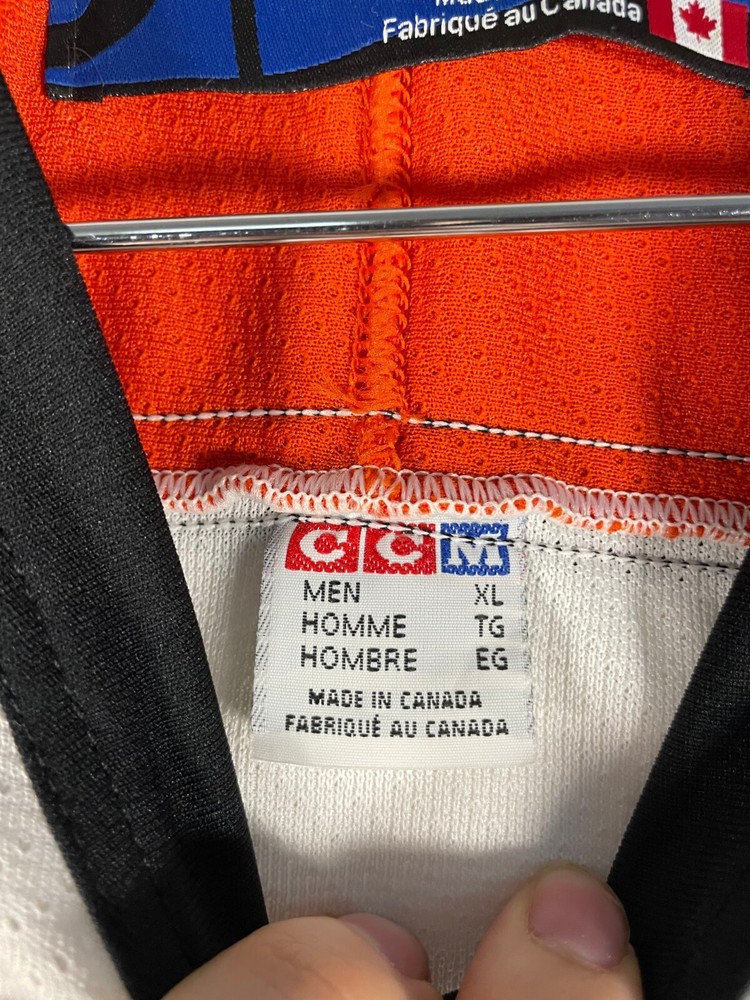 Fabriqué au Canada
CCM
MEN XL
HOMME TG
HOMBRE EG
MADE IN CANADA
FABRIQUÉ AU CANADA